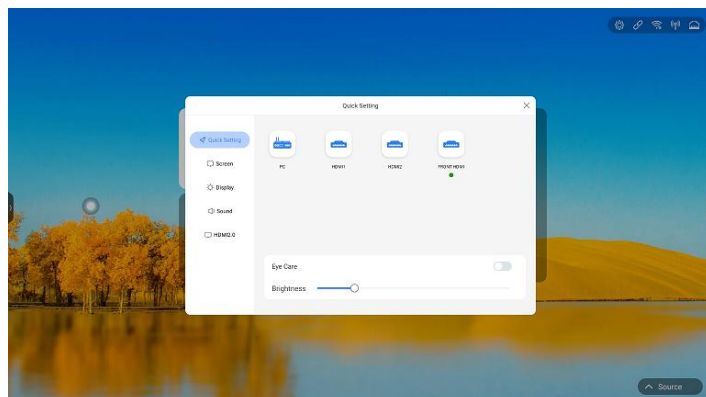 Quick Setting
Quick Setting
Screen
Display
Sound
HDMI2.0
PC
HDMI1
HDMI2
FRONT HDMI
Eye Care
Brightness
Source